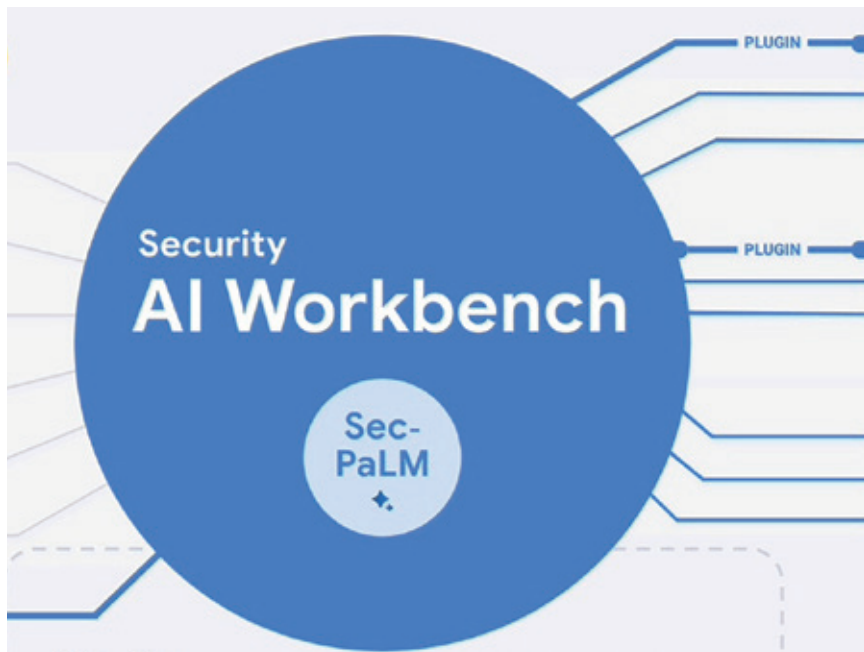 PLUGIN
PLUGIN
Security
AI Workbench
Sec-
PaLM